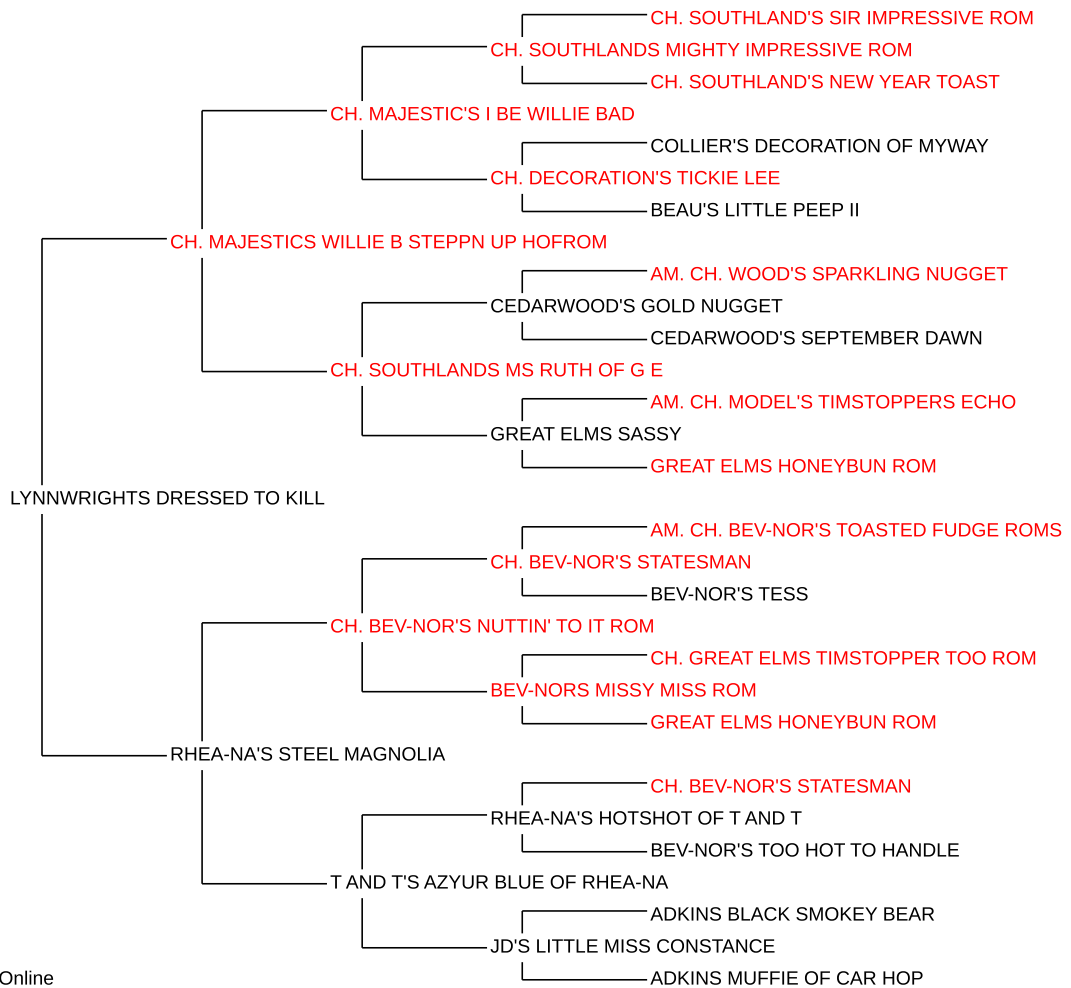 CH. SOUTHLAND'S SIR IMPRESSIVE ROM
CH. SOUTHLANDS MIGHTY IMPRESSIVE ROM
CH. SOUTHLAND'S NEW YEAR TOAST
CH. MAJESTIC'S I BE WILLIE BAD
COLLIER'S DECORATION OF MYWAY
CH. DECORATION'S TICKIE LEE
BEAU'S LITTLE PEEP II
CH. MAJESTICS WILLIE B STEPPN UP HOFROM
AM. CH. WOOD'S SPARKLING NUGGET
CEDARWOOD'S GOLD NUGGET
CEDARWOOD'S SEPTEMBER DAWN
CH. SOUTHLANDS MS RUTH OF G E
AM. CH. MODEL'S TIMSTOPPERS ECHO
GREAT ELMS SASSY
GREAT ELMS HONEYBUN ROM
LYNNWRIGHTS DRESSED TO KILL
AM. CH. BEV-NOR'S TOASTED FUDGE ROMS
CH. BEV-NOR'S STATESMAN
BEV-NOR'S TESS
CH. BEV-NOR'S NUTTIN' TO IT ROM
CH. GREAT ELMS TIMSTOPPER TOO ROM
BEV-NORS MISSY MISS ROM
GREAT ELMS HONEYBUN ROM
RHEA-NA'S STEEL MAGNOLIA
CH. BEV-NOR'S STATESMAN
RHEA-NA'S HOTSHOT OF T AND T
BEV-NOR'S TOO HOT TO HANDLE
T AND T'S AZYUR BLUE OF RHEA-NA
ADKINS BLACK SMOKEY BEAR
JD'S LITTLE MISS CONSTANCE
ADKINS MUFFIE OF CAR HOP
Online